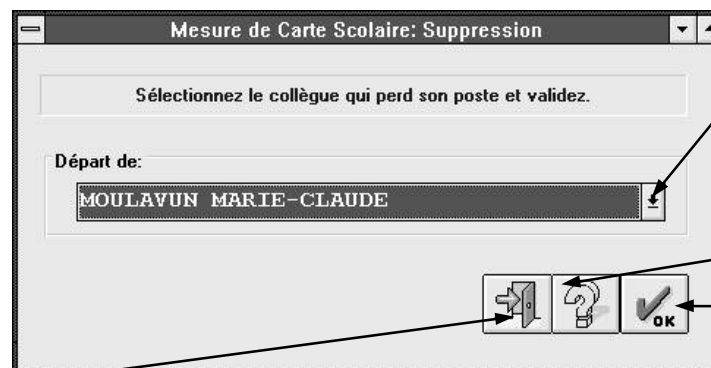 Mesure de Carte Scolaire: Suppression
Sélectionnez le collègue qui perd son poste et validez.
Départ de:
MOULAVUN MARIE-CLAUDE
OK